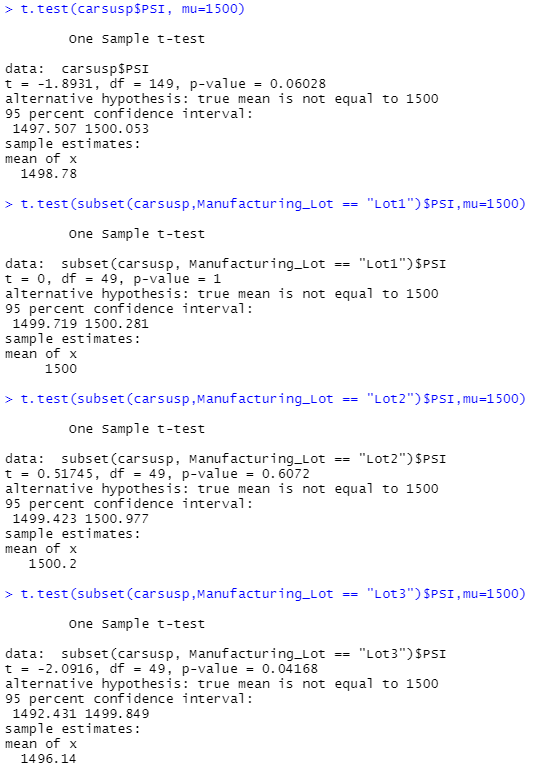 > t.test(carsusp$PSI, mu=1500)
One Sample t-test
data:  carsusp$PSI
t = -1.8931, df = 149, p-value = 0.06028
alternative hypothesis: true mean is not equal to 1500
95 percent confidence interval:
1497.507 1500.053
sample estimates:
mean of x
1498.78
> t.test(subset(carsusp,Manufacturing_Lot == "Lot1")$PSI,mu=1500)
One Sample t-test
data:  subset(carsusp, Manufacturing_Lot == "Lot1")$PSI
t = 0, df = 49, p-value = 1
alternative hypothesis: true mean is not equal to 1500
95 percent confidence interval:
1499.719 1500.281
sample estimates:
mean of x
1500
> t.test(subset(carsusp,Manufacturing_Lot == "Lot2")$PSI,mu=1500)
One Sample t-test
data:  subset(carsusp, Manufacturing_Lot == "Lot2")$PSI
t = 0.51745, df = 49, p-value = 0.6072
alternative hypothesis: true mean is not equal to 1500
95 percent confidence interval:
1499.423 1500.977
sample estimates:
mean of x
1500.2
> t.test(subset(carsusp,Manufacturing_Lot == "Lot3")$PSI,mu=1500)
One Sample t-test
data:  subset(carsusp, Manufacturing_Lot == "Lot3")$PSI
t = -2.0916, df = 49, p-value = 0.04168
alternative hypothesis: true mean is not equal to 1500
95 percent confidence interval:
1492.431 1499.849
sample estimates:
mean of x
1496.14